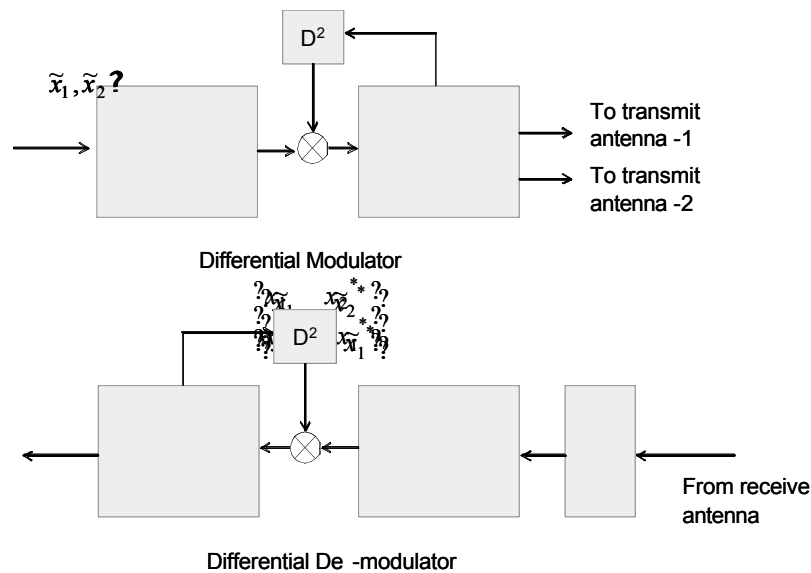 D²
x̃₁, x̃₂ ?
To transmit
antenna -1
To transmit
antenna -2
Differential Modulator
D²
From receive
antenna
Differential De -modulator